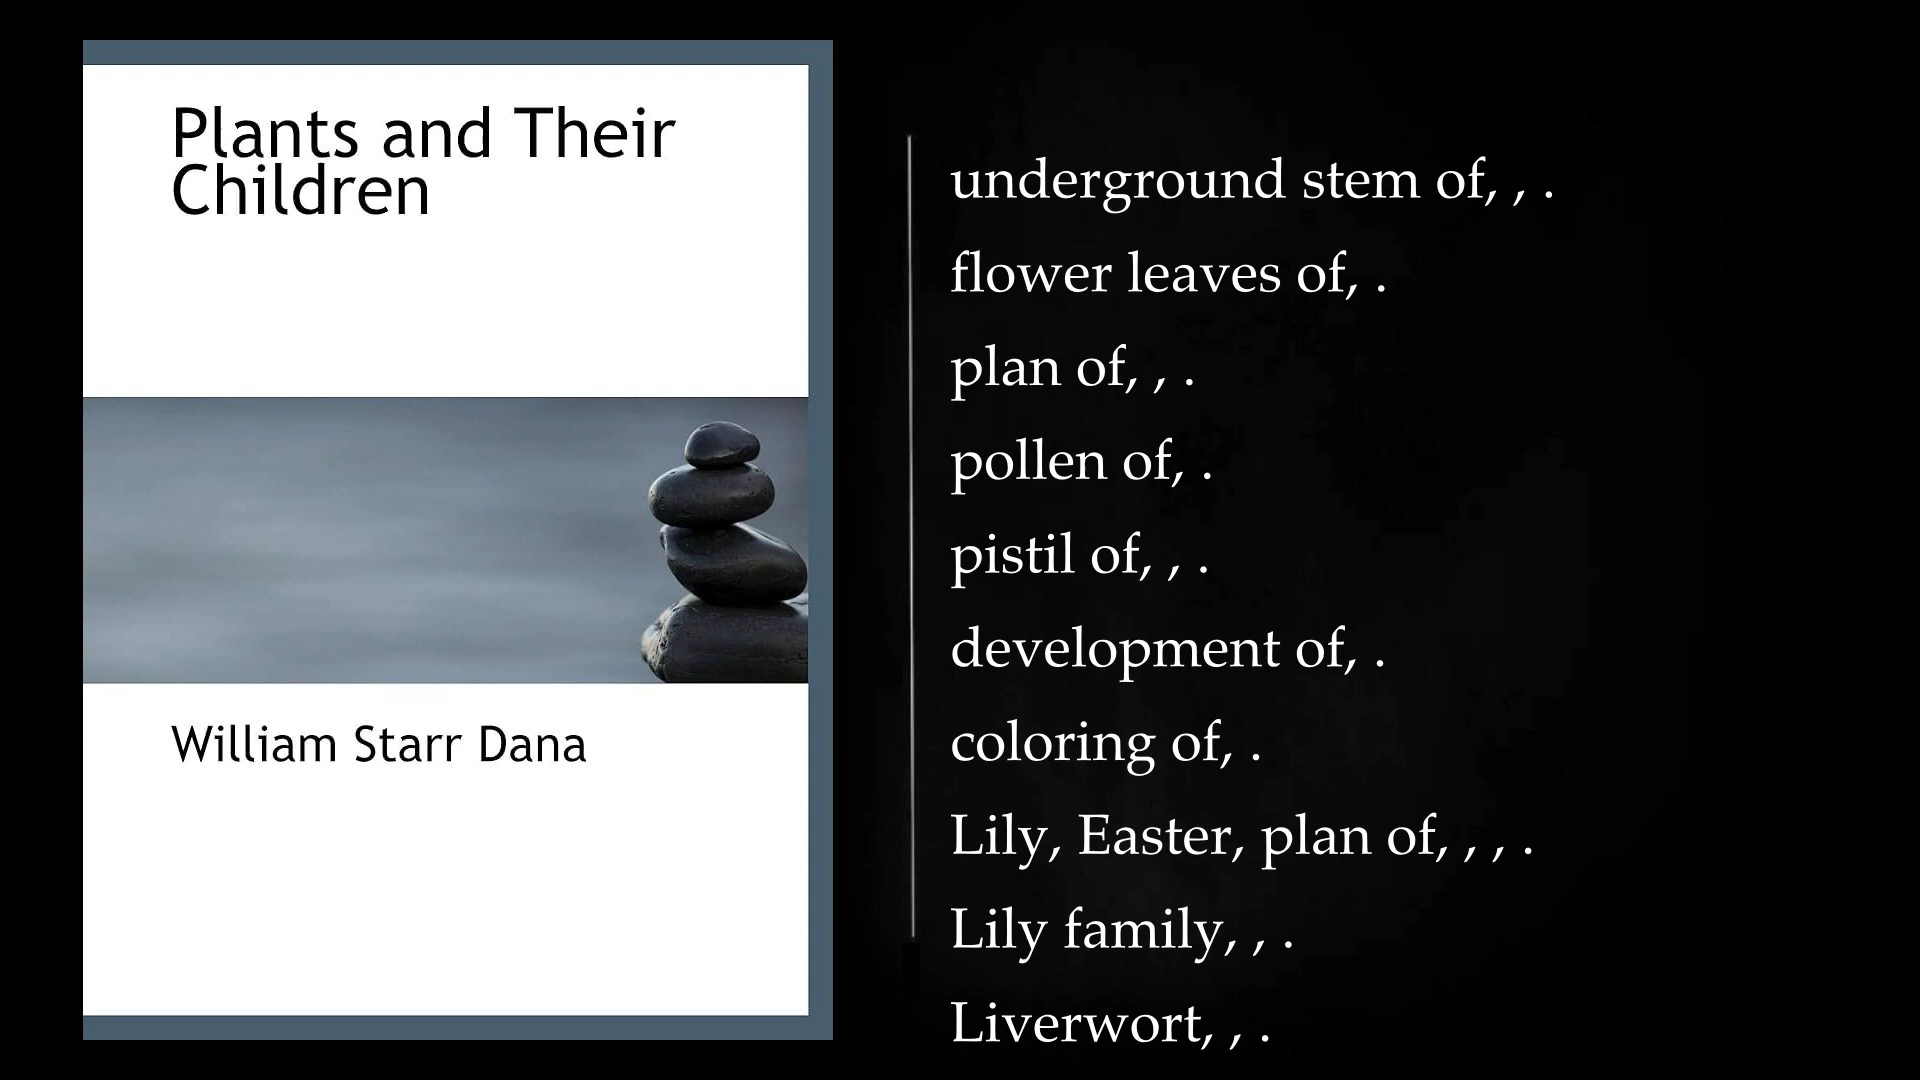 Plants and Their
Children
William Starr Dana
underground stem of, , .
flower leaves of, .
plan of, , .
pollen of, .
pistil of, , .
development of, .
coloring of, .
Lily, Easter, plan of, , , .
Lily family, , .
Liverwort, , .